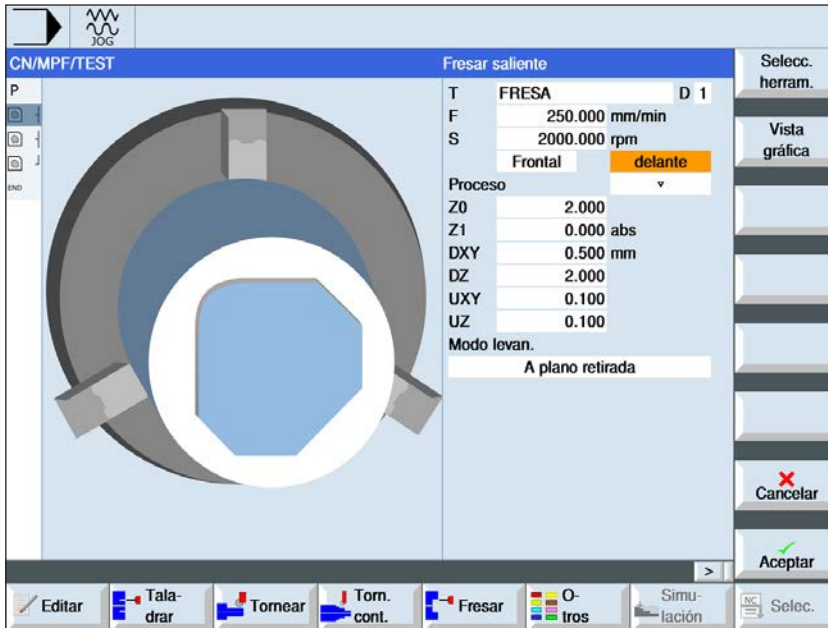 JOG
CN/MPF/TEST
Fresar saliente
P
END
T FRESA D 1
F 250.000 mm/min
S 2000.000 rpm
Frontal delante
Proceso ▿
Z0 2.000
Z1 0.000 abs
DXY 0.500 mm
DZ 2.000
UXY 0.100
UZ 0.100
Modo levan.
A plano retirada
Selecc.
herram.
Vista
gráfica
Cancelar
Aceptar
>
Editar
Tala-
drar
Tornear
Torn.
cont.
Fresar
O-
tros
Simu-
lación
NC
Selec.